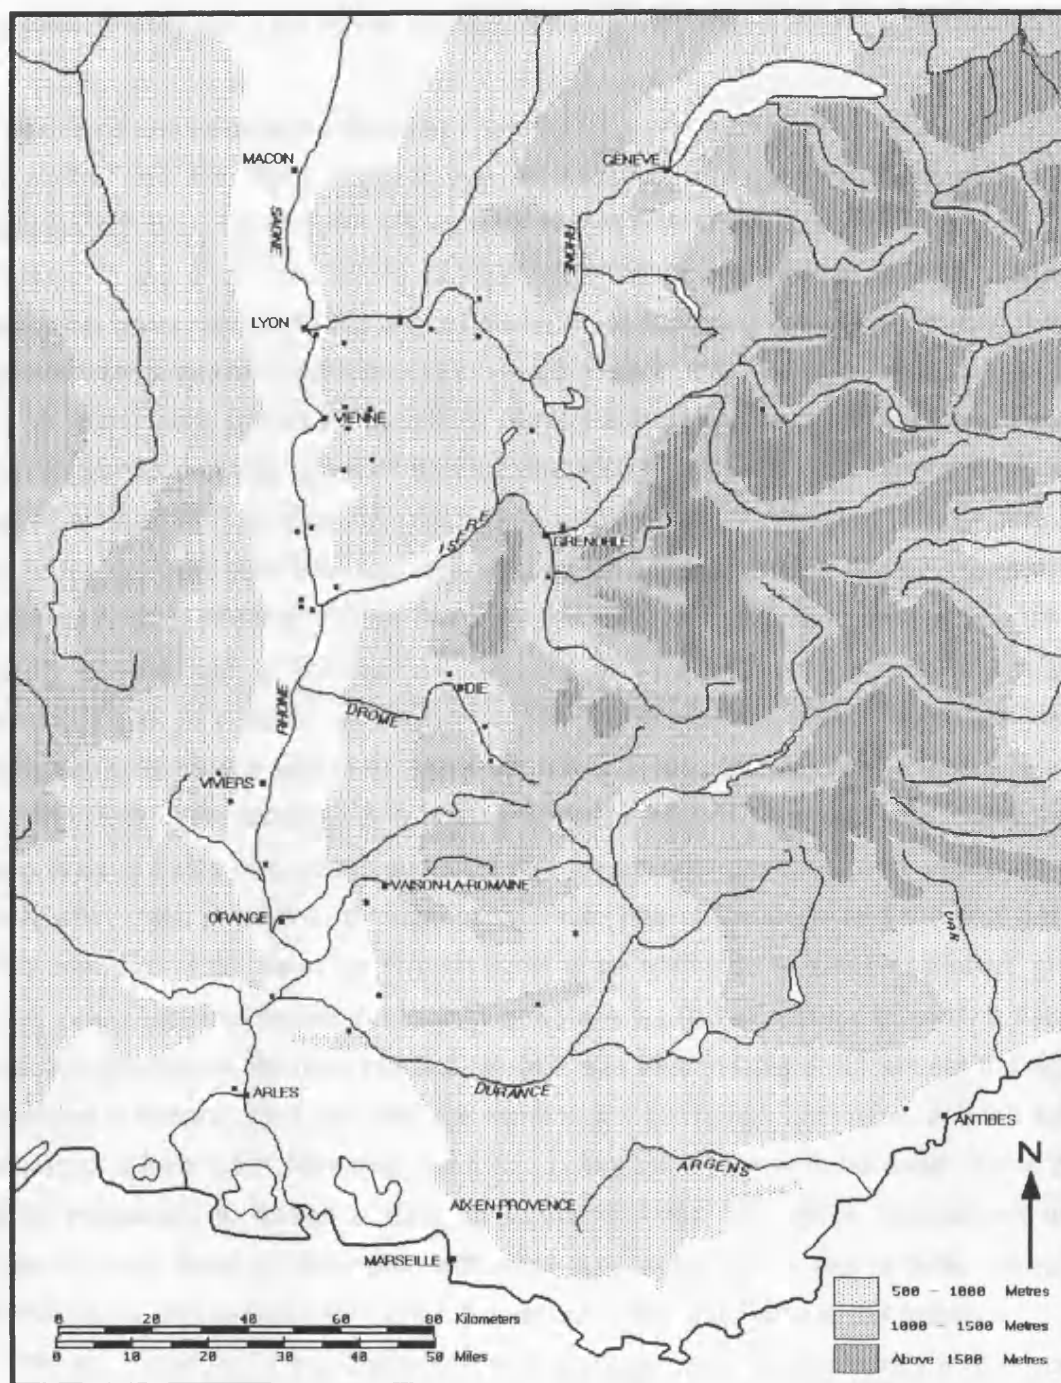 MACON
GENEVE
SAONE
RHONE
LYON
VIENNE
ISERE
GRENOBLE
DIE
RHONE
DROME
VIVIERS
VAISON-LA-ROMAINE
ORANGE
VAR
DURANCE
ARLES
ANTIBES
ARGENS
N
AIX-EN-PROVENCE
MARSEILLE
500 - 1000 Metres
1000 - 1500 Metres
Above 1500 Metres
0 20 40 60 80 Kilometers
0 10 20 30 40 50 Miles